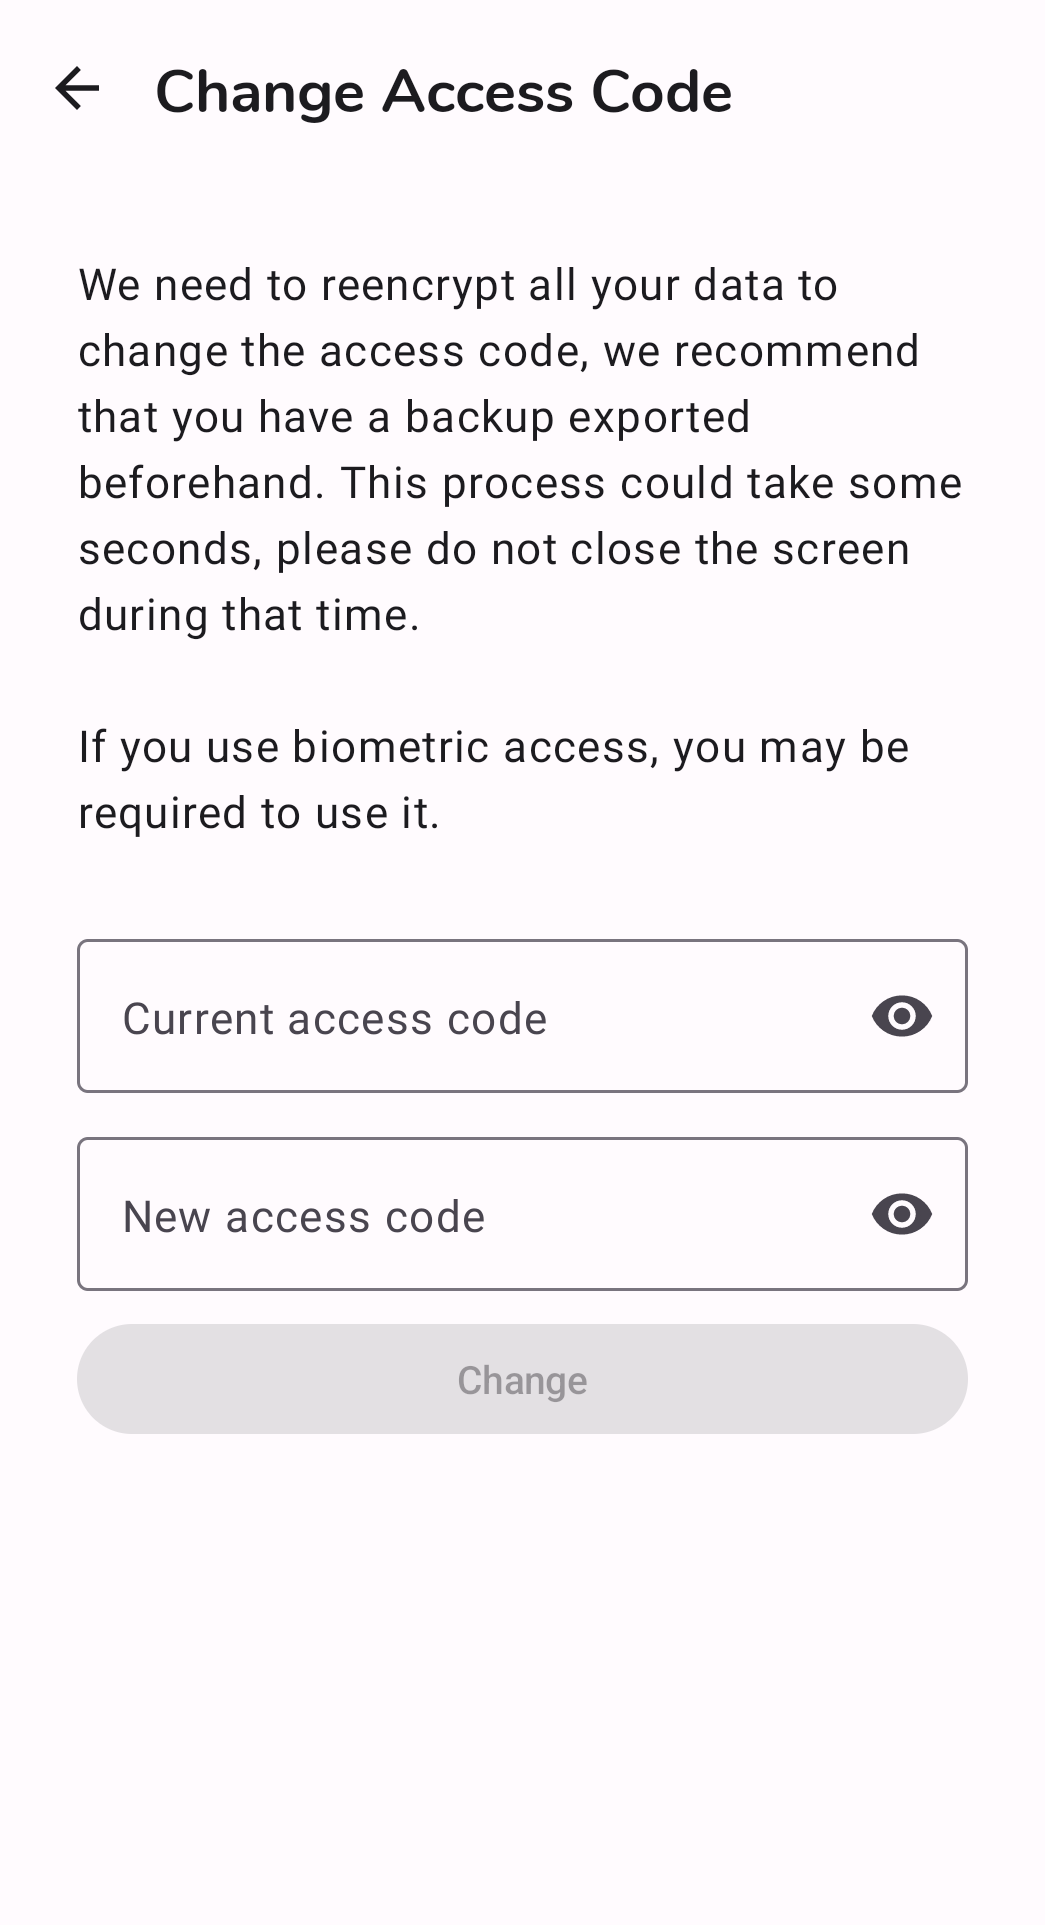 Change Access Code
We need to reencrypt all your data to
change the access code, we recommend
that you have a backup exported
beforehand. This process could take some
seconds, please do not close the screen
during that time.
If you use biometric access, you may be
required to use it.
Current access code
New access code
Change